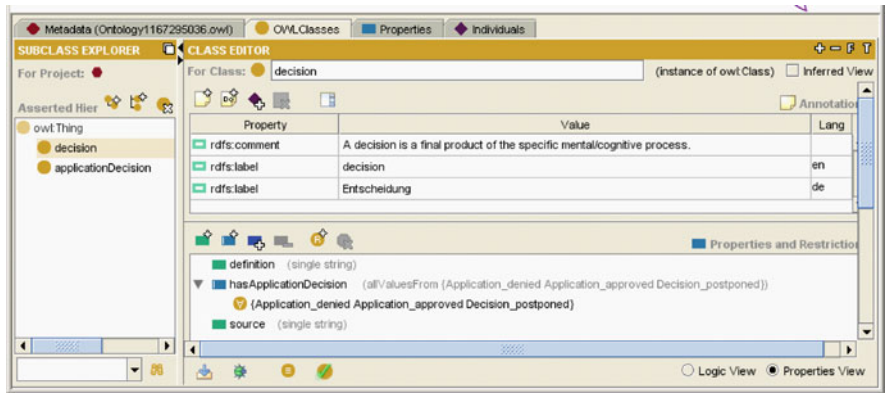 Metadata (Ontology1167295036.owl) OWLClasses Properties Individuals
SUBCLASS EXPLORER
For Project:
Asserted Hier
owl:Thing
decision
applicationDecision
CLASS EDITOR
For Class: decision (instance of owl:Class) Inferred View
Annotatio
Property Value Lang
rdfs:comment A decision is a final product of the specific mental/cognitive process.
rdfs:label decision en
rdfs:label Entscheidung de
Properties and Restriction
definition (single string)
hasApplicationDecision (allValuesFrom {Application_denied Application_approved Decision_postponed})
{Application_denied Application_approved Decision_postponed}
source (single string)
Logic View Properties View